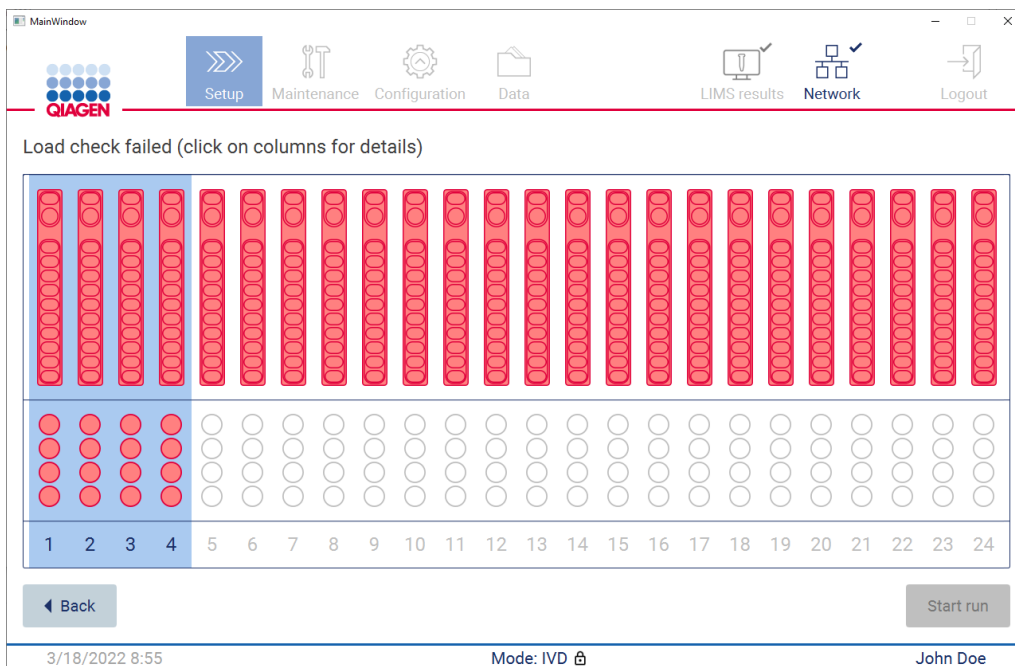 MainWindow
QIAGEN
Setup Maintenance Configuration Data LIMS results Network Logout
Load check failed (click on columns for details)
1 2 3 4 5 6 7 8 9 10 11 12 13 14 15 16 17 18 19 20 21 22 23 24
Back Start run
3/18/2022 8:55 Mode: IVD John Doe